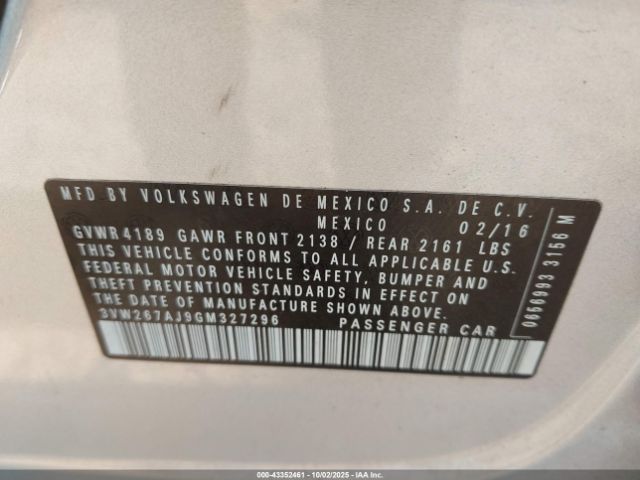 MFD BY VOLKSWAGEN DE MEXICO S.A. DE C.V.
MEXICO 02/16
GVWR 4189 GAWR FRONT 2138 / REAR 2161 LBS
THIS VEHICLE CONFORMS TO ALL APPLICABLE U.S.
FEDERAL MOTOR VEHICLE SAFETY, BUMPER AND
THEFT PREVENTION STANDARDS IN EFFECT ON
THE DATE OF MANUFACTURE SHOWN ABOVE.
3VW267AJ9GM327296 PASSENGER CAR
0656993 3156 M
000-43352461 - 10/02/2025 - Copyright © IAA, Inc.